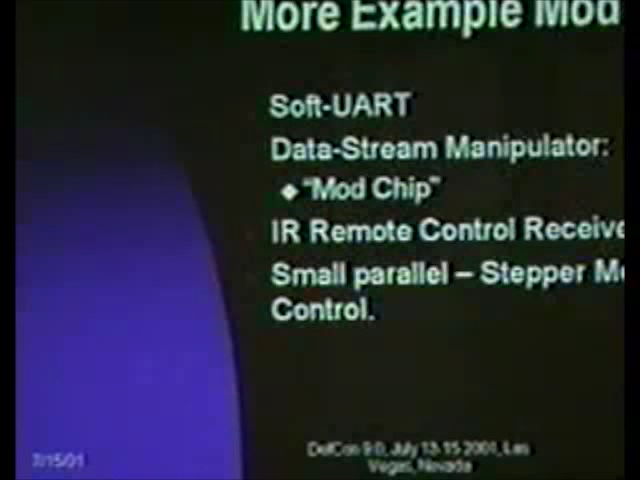 More Example Mod
Soft-UART
Data-Stream Manipulator:
◆"Mod Chip"
IR Remote Control Receive
Small parallel – Stepper M
Control.
7/15/01
DefCon 9.0, July 13-15 2001, Las
Vegas, Nevada